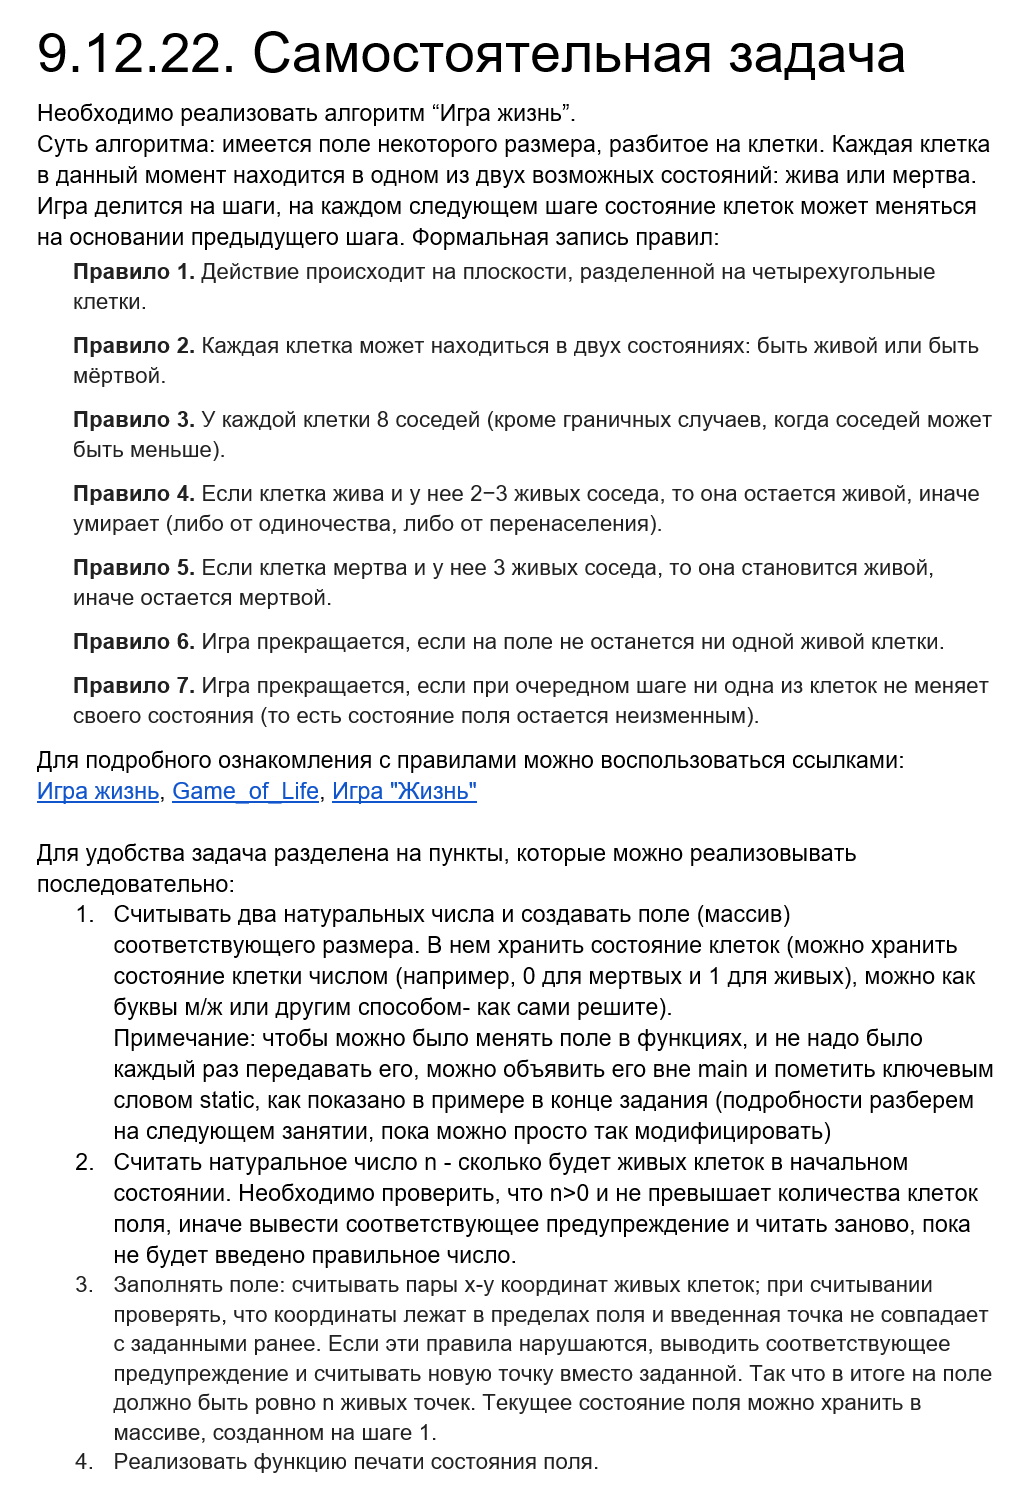 9.12.22. Самостоятельная задача
Необходимо реализовать алгоритм “Игра жизнь”.
Суть алгоритма: имеется поле некоторого размера, разбитое на клетки. Каждая клетка
в данный момент находится в одном из двух возможных состояний: жива или мертва.
Игра делится на шаги, на каждом следующем шаге состояние клеток может меняться
на основании предыдущего шага. Формальная запись правил:
Правило 1. Действие происходит на плоскости, разделенной на четырехугольные
клетки.
Правило 2. Каждая клетка может находиться в двух состояниях: быть живой или быть
мёртвой.
Правило 3. У каждой клетки 8 соседей (кроме граничных случаев, когда соседей может
быть меньше).
Правило 4. Если клетка жива и у нее 2−3 живых соседа, то она остается живой, иначе
умирает (либо от одиночества, либо от перенаселения).
Правило 5. Если клетка мертва и у нее 3 живых соседа, то она становится живой,
иначе остается мертвой.
Правило 6. Игра прекращается, если на поле не останется ни одной живой клетки.
Правило 7. Игра прекращается, если при очередном шаге ни одна из клеток не меняет
своего состояния (то есть состояние поля остается неизменным).
Для подробного ознакомления с правилами можно воспользоваться ссылками:
Игра жизнь, Game_of_Life, Игра "Жизнь"
Для удобства задача разделена на пункты, которые можно реализовывать
последовательно:
1. Считывать два натуральных числа и создавать поле (массив)
соответствующего размера. В нем хранить состояние клеток (можно хранить
состояние клетки числом (например, 0 для мертвых и 1 для живых), можно как
буквы м/ж или другим способом- как сами решите).
Примечание: чтобы можно было менять поле в функциях, и не надо было
каждый раз передавать его, можно объявить его вне main и пометить ключевым
словом static, как показано в примере в конце задания (подробности разберем
на следующем занятии, пока можно просто так модифицировать)
2. Считать натуральное число n - сколько будет живых клеток в начальном
состоянии. Необходимо проверить, что n>0 и не превышает количества клеток
поля, иначе вывести соответствующее предупреждение и читать заново, пока
не будет введено правильное число.
3. Заполнять поле: считывать пары x-y координат живых клеток; при считывании
проверять, что координаты лежат в пределах поля и введенная точка не совпадает
с заданными ранее. Если эти правила нарушаются, выводить соответствующее
предупреждение и считывать новую точку вместо заданной. Так что в итоге на поле
должно быть ровно n живых точек. Текущее состояние поля можно хранить в
массиве, созданном на шаге 1.
4. Реализовать функцию печати состояния поля.